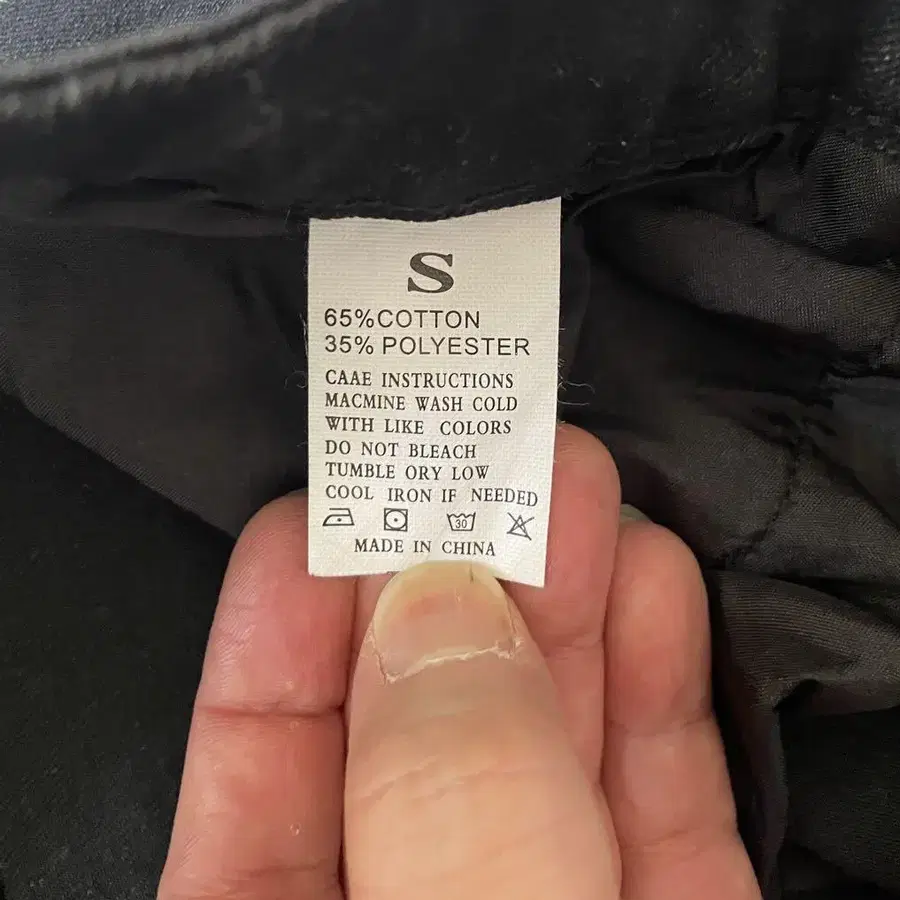 S
65%COTTON
35% POLYESTER
CAAE INSTRUCTIONS
MACMINE WASH COLD
WITH LIKE COLORS
DO NOT BLEACH
TUMBLE ORY LOW
COOL IRON IF NEEDED
30
MADE IN CHINA